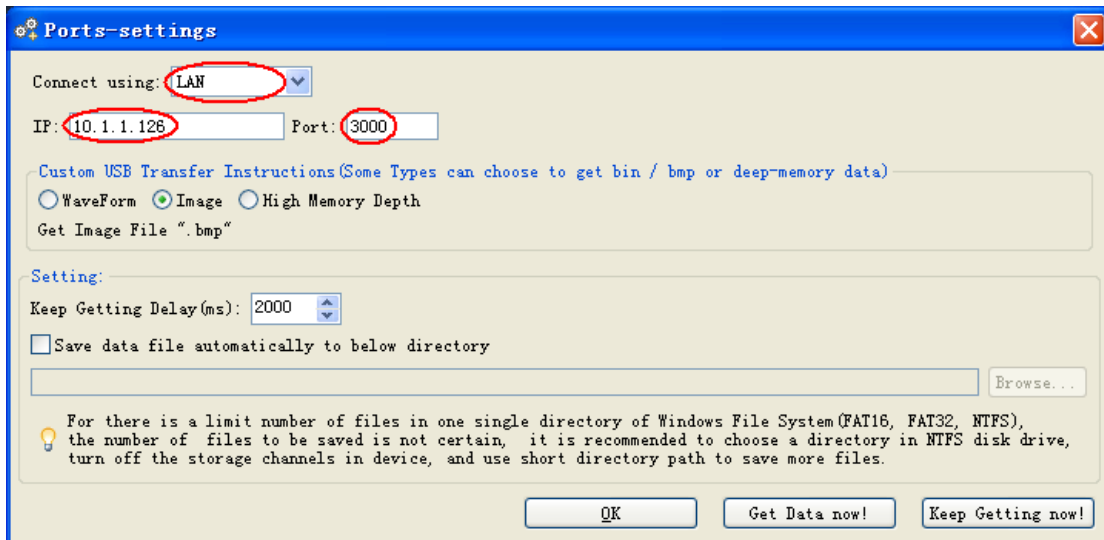 Ports-settings
Connect using: LAN
IP: 10.1.1.126 Port: 3000
Custom USB Transfer Instructions(Some Types can choose to get bin / bmp or deep-memory data)
WaveForm Image High Memory Depth
Get Image File ".bmp"
Setting:
Keep Getting Delay(ms): 2000
Save data file automatically to below directory
Browse...
For there is a limit number of files in one single directory of Windows File System(FAT16, FAT32, NTFS),
the number of files to be saved is not certain, it is recommended to choose a directory in NTFS disk drive,
turn off the storage channels in device, and use short directory path to save more files.
OK Get Data now! Keep Getting now!